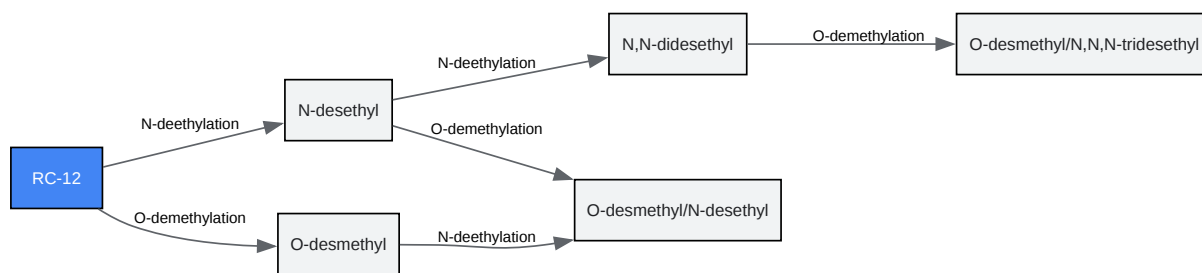 N,N-didesethyl
O-demethylation
O-desmethyl/N,N,N-tridesethyl
N-deethylation
N-desethyl
N-deethylation
O-demethylation
RC-12
O-desmethyl/N-desethyl
O-demethylation
O-desmethyl
N-deethylation